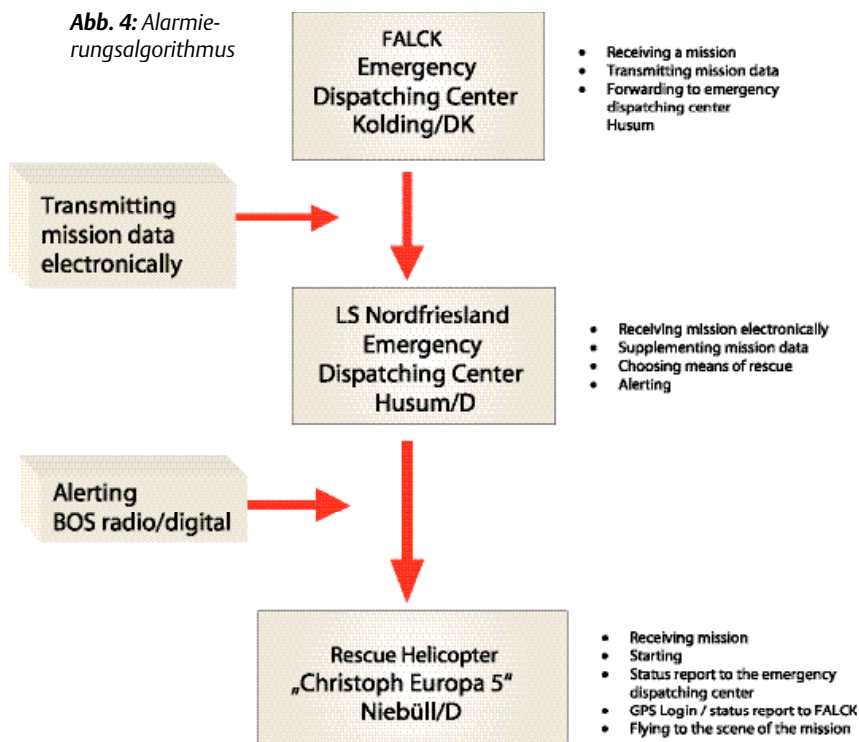 Abb. 4: Alarmie-
rungsalgorithmus
FALCK
Emergency
Dispatching Center
Kolding/DK
• Receiving a mission
• Transmitting mission data
• Forwarding to emergency
dispatching center
Husum
Transmitting
mission data
electronically
LS Nordfriesland
Emergency
Dispatching Center
Husum/D
• Receiving mission electronically
• Supplementing mission data
• Choosing means of rescue
• Alerting
Alerting
BOS radio/digital
Rescue Helicopter
„Christoph Europa 5“
Niebüll/D
• Receiving mission
• Starting
• Status report to the emergency
dispatching center
• GPS Login / status report to FALCK
• Flying to the scene of the mission